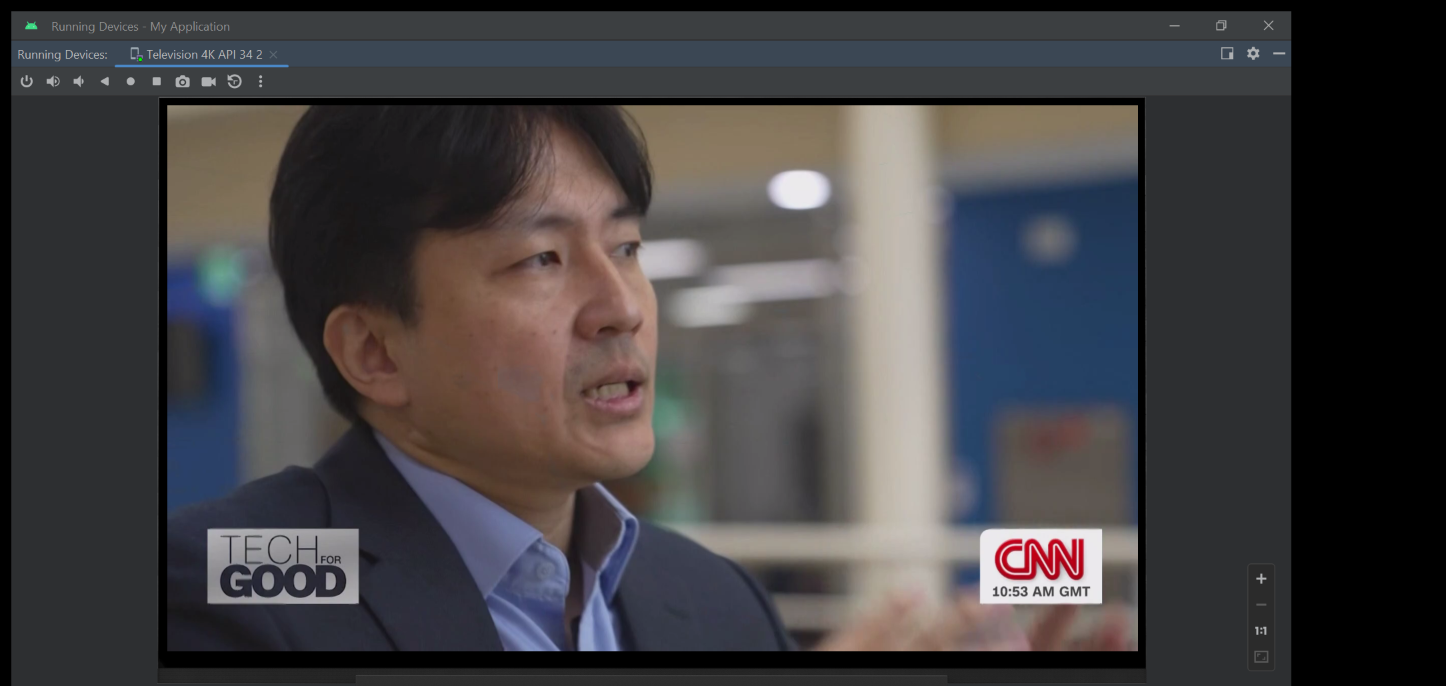 Running Devices - My Application
Running Devices:
Television 4K API 34 2
TECH FOR
GOOD
CNN
10:53 AM GMT
1:1